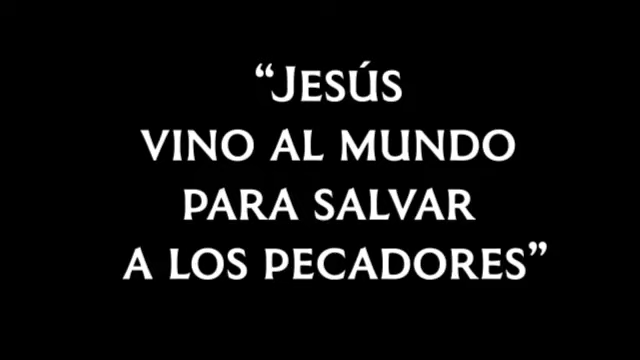 “Jesús
vino al mundo
para salvar
a los pecadores”